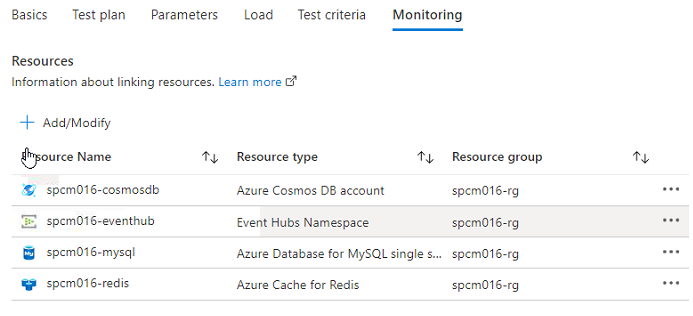 Basics Test plan Parameters Load Test criteria Monitoring
Resources
Information about linking resources. Learn more
Add/Modify
Resource Name Resource type Resource group
spcm016-cosmosdb Azure Cosmos DB account spcm016-rg ...
spcm016-eventhub Event Hubs Namespace spcm016-rg ...
spcm016-mysql Azure Database for MySQL single s... spcm016-rg ...
spcm016-redis Azure Cache for Redis spcm016-rg ...